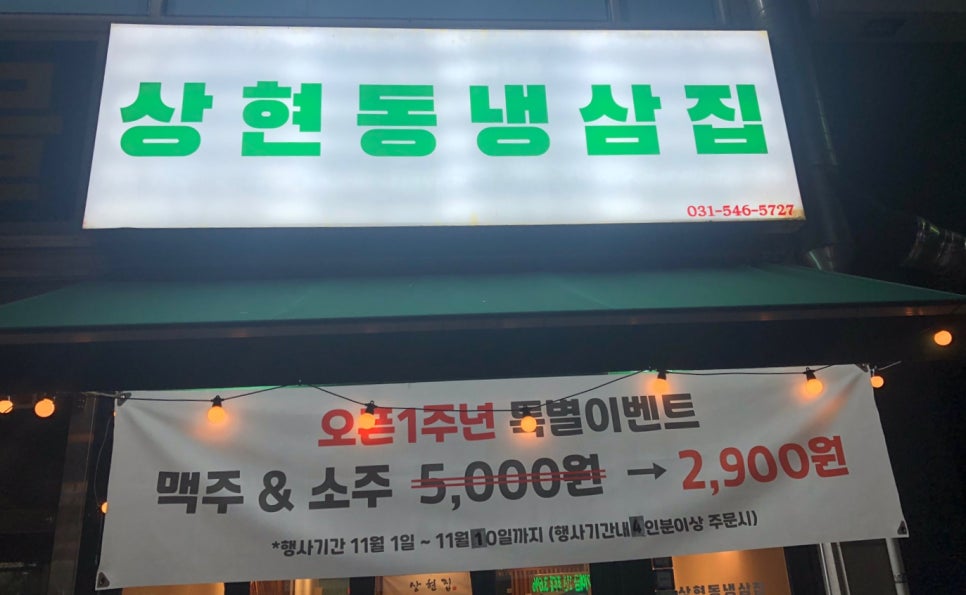 상현동냉삼집
031-546-5727
오픈1주년 특별이벤트
맥주 & 소주 5,000원 → 2,900원
*행사기간 11월 1일 ~ 11월 10일까지 (행사기간내 4인분이상 주문시)
상현집
상현동냉삼집